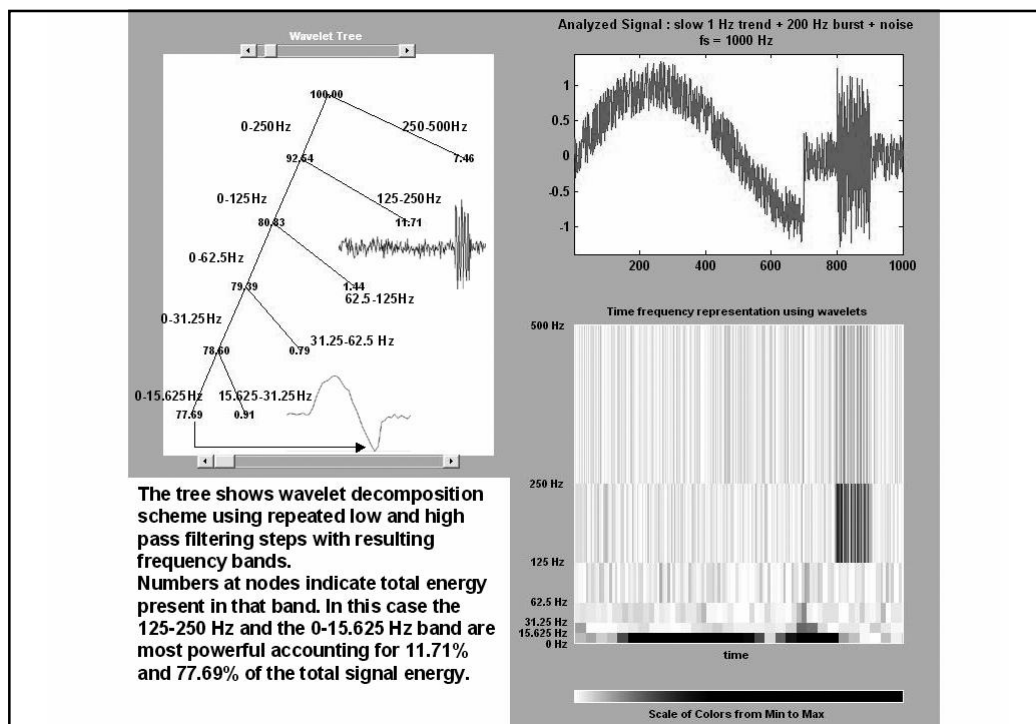 Wavelet Tree
100.00
0-250Hz
250-500Hz
92.54
7.46
0-125Hz
125-250Hz
80.83
11.71
0-62.5Hz
79.39
1.44
62.5-125Hz
0-31.25Hz
31.25-62.5 Hz
78.60
0.79
0-15.625Hz
15.625-31.25Hz
77.69
0.91
The tree shows wavelet decomposition
scheme using repeated low and high
pass filtering steps with resulting
frequency bands.
Numbers at nodes indicate total energy
present in that band. In this case the
125-250 Hz and the 0-15.625 Hz band are
most powerful accounting for 11.71%
and 77.69% of the total signal energy.
Analyzed Signal : slow 1 Hz trend + 200 Hz burst + noise
fs = 1000 Hz
1
0.5
0
-0.5
-1
200 400 600 800 1000
Time frequency representation using wavelets
500 Hz
250 Hz
125 Hz
62.5 Hz
31.25 Hz
15.625 Hz
0 Hz
time
Scale of Colors from Min to Max